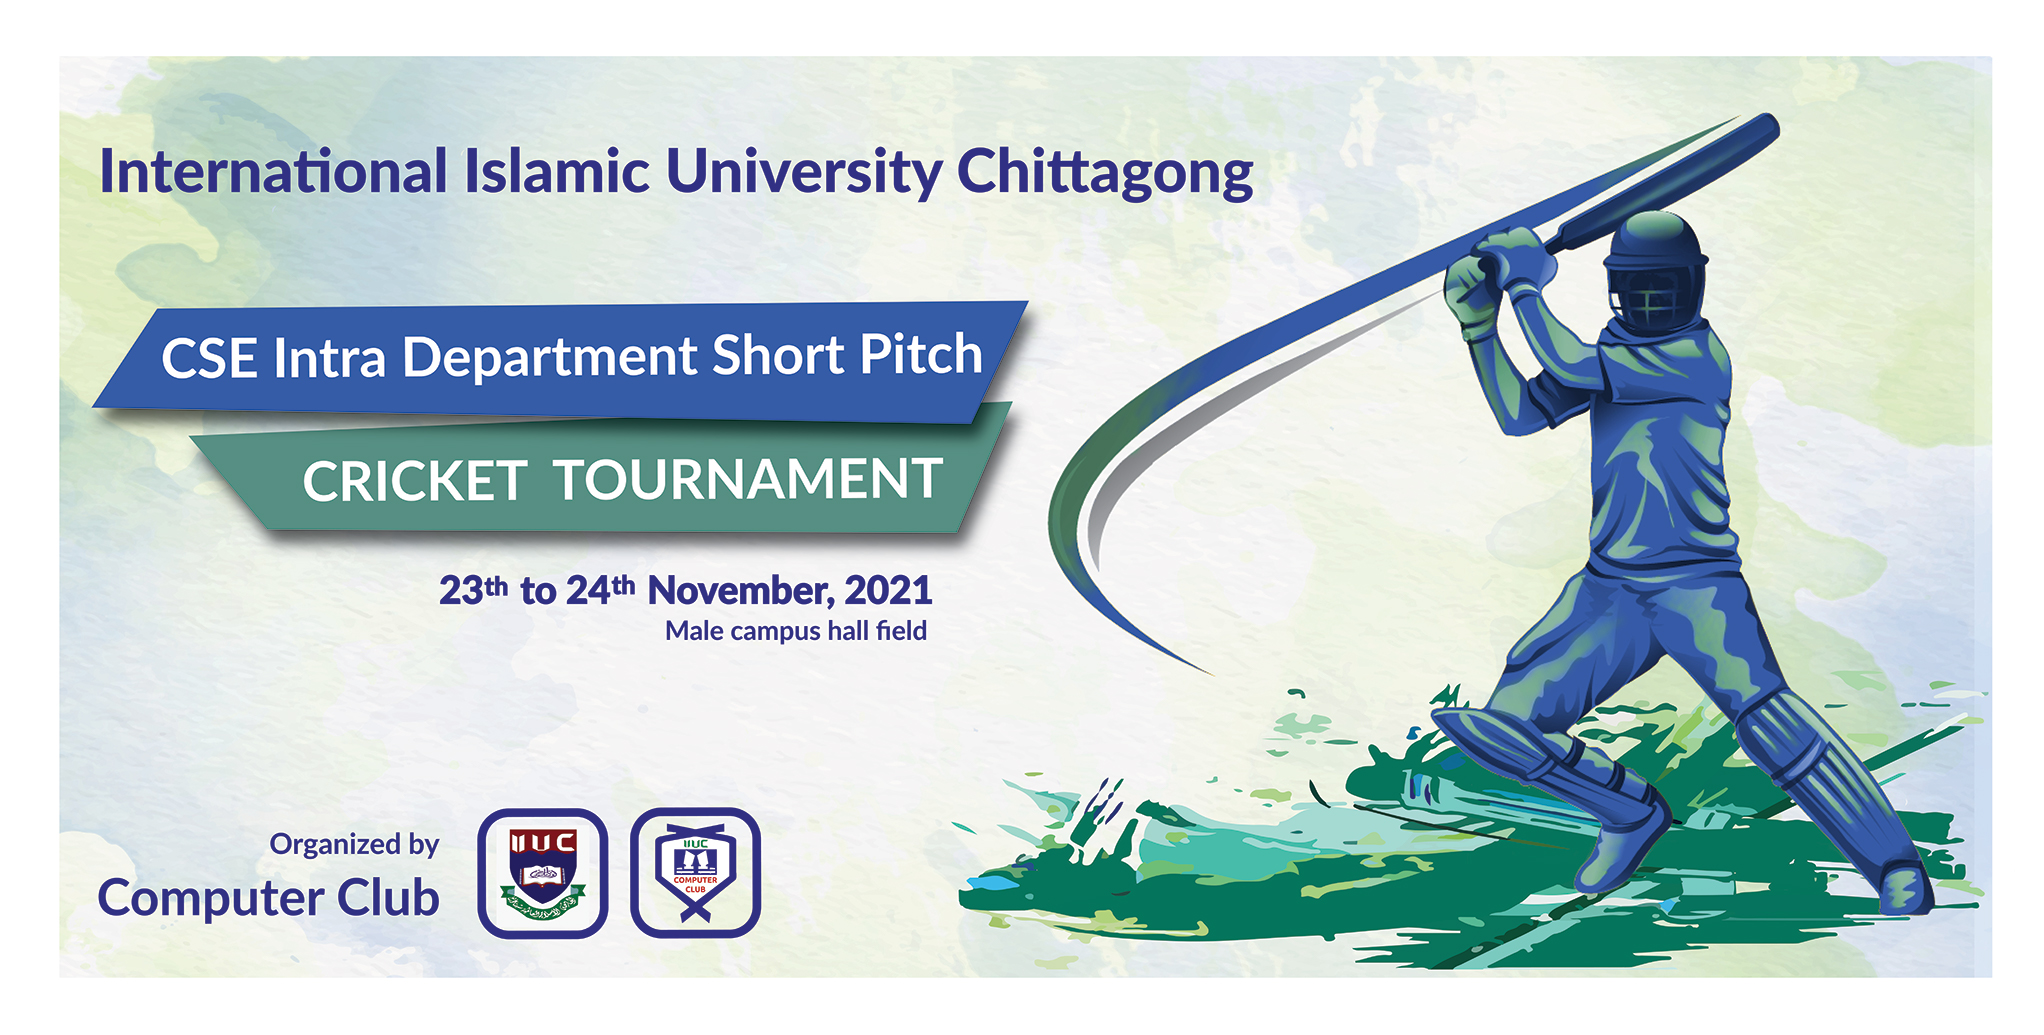 International Islamic University Chittagong
CSE Intra Department Short Pitch
CRICKET TOURNAMENT
23th to 24th November, 2021
Male campus hall field
Organized by
Computer Club
IIUC
IIUC
COMPUTER
CLUB